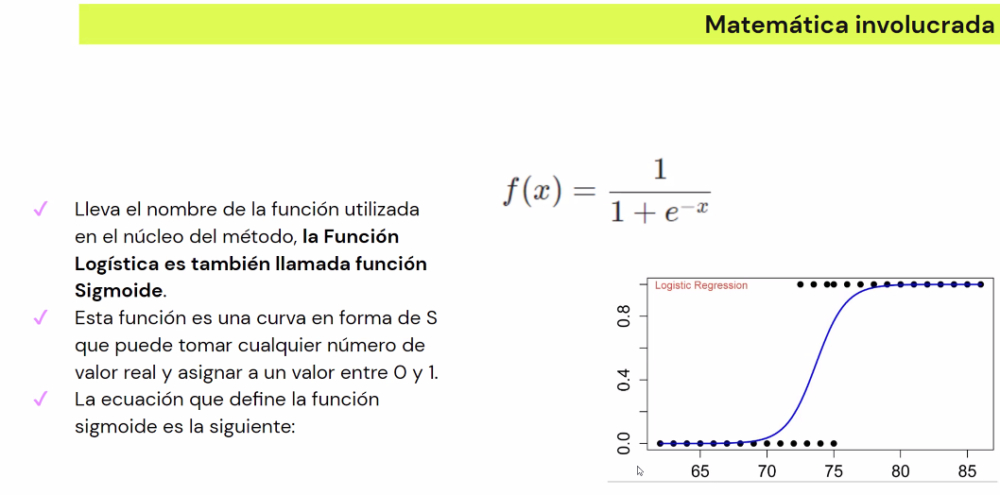 Matemática involucrada
Lleva el nombre de la función utilizada
en el núcleo del método, la Función
Logística es también llamada función
Sigmoide.
Esta función es una curva en forma de S
que puede tomar cualquier número de
valor real y asignar a un valor entre 0 y 1.
La ecuación que define la función
sigmoide es la siguiente:
f(x) = 1 / (1 + e^{-x})
Logistic Regression
0.8
0.4
0.0
65 70 75 80 85